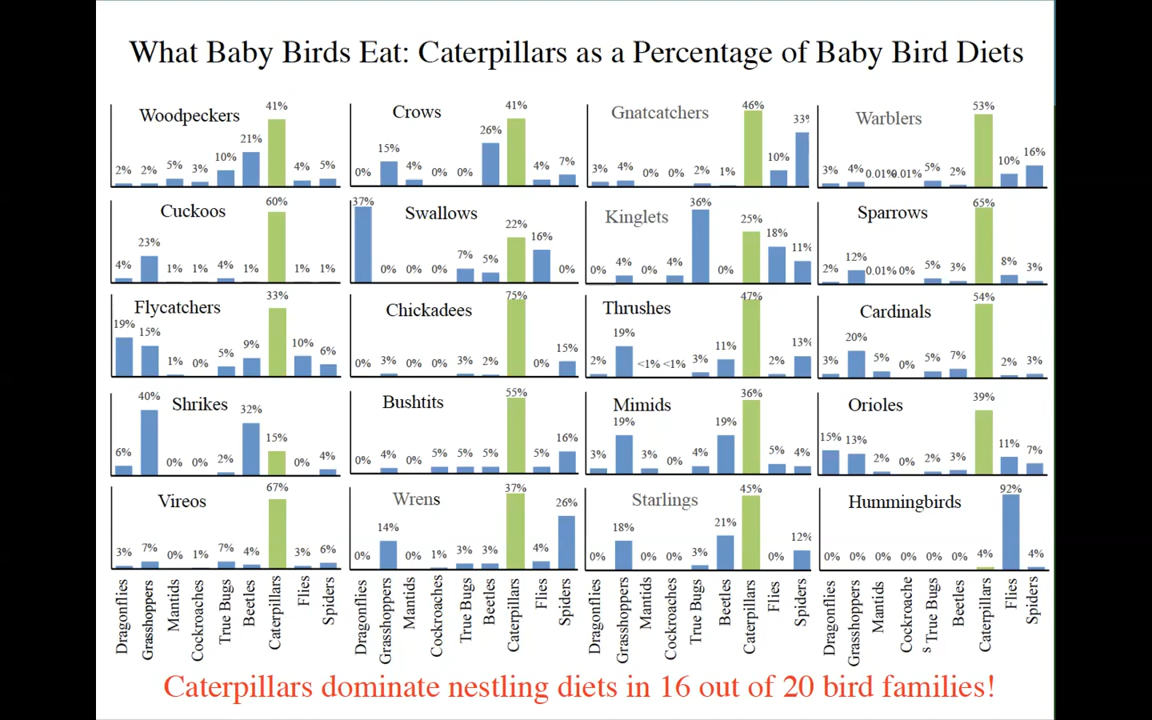 What Baby Birds Eat: Caterpillars as a Percentage of Baby Bird Diets
Woodpeckers
2% 2% 5% 3% 10% 21% 41% 4% 5%
Crows
0% 15% 4% 0% 0% 26% 41% 4% 7%
Gnatcatchers
3% 4% 0% 0% 2% 1% 46% 10% 33%
Warblers
3% 4% 0.01% 0.01% 5% 2% 53% 10% 16%
Cuckoos
4% 23% 1% 1% 4% 1% 60% 1% 1%
Swallows
37% 0% 0% 0% 7% 5% 22% 16% 0%
Kinglets
0% 4% 0% 4% 36% 0% 25% 18% 11%
Sparrows
2% 12% 0.01% 0% 5% 3% 65% 8% 3%
Flycatchers
19% 15% 1% 0% 5% 9% 33% 10% 6%
Chickadees
0% 3% 0% 0% 3% 2% 75% 0% 15%
Thrushes
2% 19% <1% <1% 3% 11% 47% 2% 13%
Cardinals
3% 20% 5% 0% 5% 7% 54% 2% 3%
Shrikes
6% 40% 0% 0% 2% 32% 15% 0% 4%
Bushtits
0% 4% 0% 5% 5% 5% 55% 5% 16%
Mimids
3% 19% 3% 0% 4% 19% 36% 5% 4%
Orioles
15% 13% 2% 0% 2% 3% 39% 11% 7%
Vireos
3% 7% 0% 1% 7% 4% 67% 3% 6%
Wrens
0% 14% 0% 1% 3% 3% 37% 4% 26%
Starlings
0% 18% 0% 0% 3% 21% 45% 0% 12%
Hummingbirds
0% 0% 0% 0% 0% 0% 4% 92% 4%
Dragonflies Grasshoppers Mantids Cockroaches True Bugs Beetles Caterpillars Flies Spiders
Dragonflies Grasshoppers Mantids Cockroaches True Bugs Beetles Caterpillars Flies Spiders
Dragonflies Grasshoppers Mantids Cockroaches True Bugs Beetles Caterpillars Flies Spiders
Dragonflies Grasshoppers Mantids Cockroache s True Bugs Beetles Caterpillars Flies Spiders
Caterpillars dominate nestling diets in 16 out of 20 bird families!